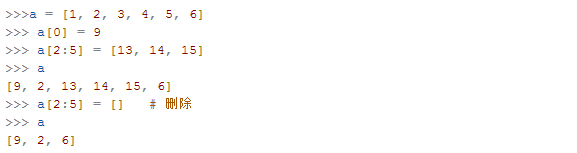 >>>a = [1, 2, 3, 4, 5, 6]
>>> a[0] = 9
>>> a[2:5] = [13, 14, 15]
>>> a
[9, 2, 13, 14, 15, 6]
>>> a[2:5] = []   # 删除
>>> a
[9, 2, 6]